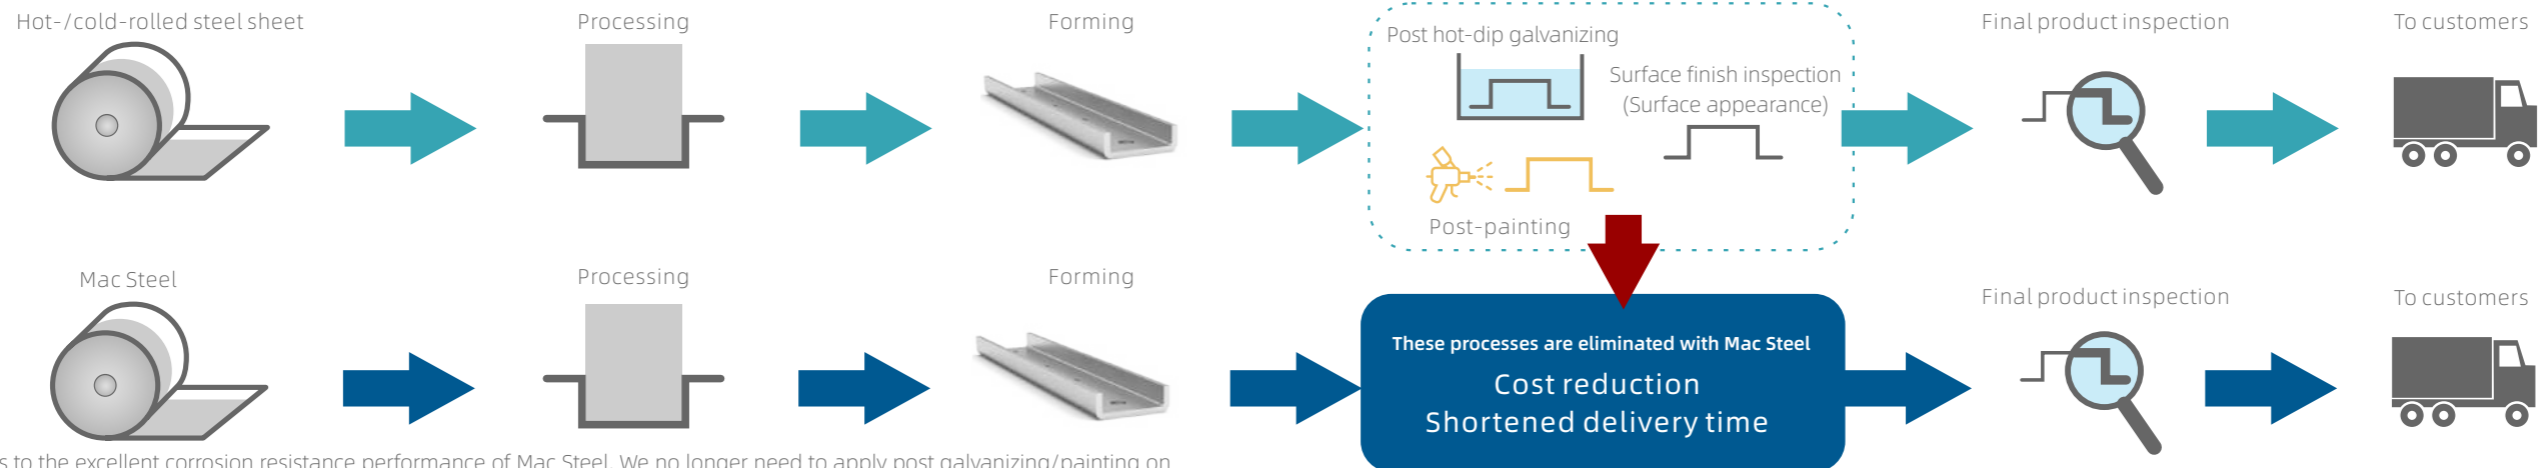 Hot-/cold-rolled steel sheet
Processing
Forming
Post hot-dip galvanizing
Surface finish inspection
(Surface appearance)
Post-painting
Final product inspection
To customers
Mac Steel
Processing
Forming
These processes are eliminated with Mac Steel
Cost reduction
Shortened delivery time
Final product inspection
To customers
to the excellent corrosion resistance performance of Mac Steel. We no longer need to apply post galvanizing/painting on